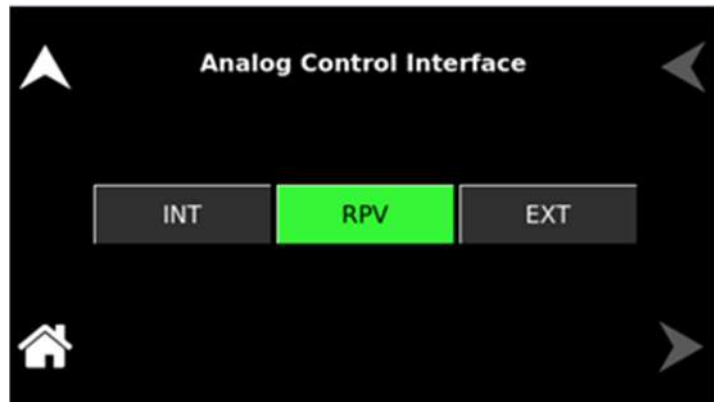 Analog Control Interface
INT RPV EXT